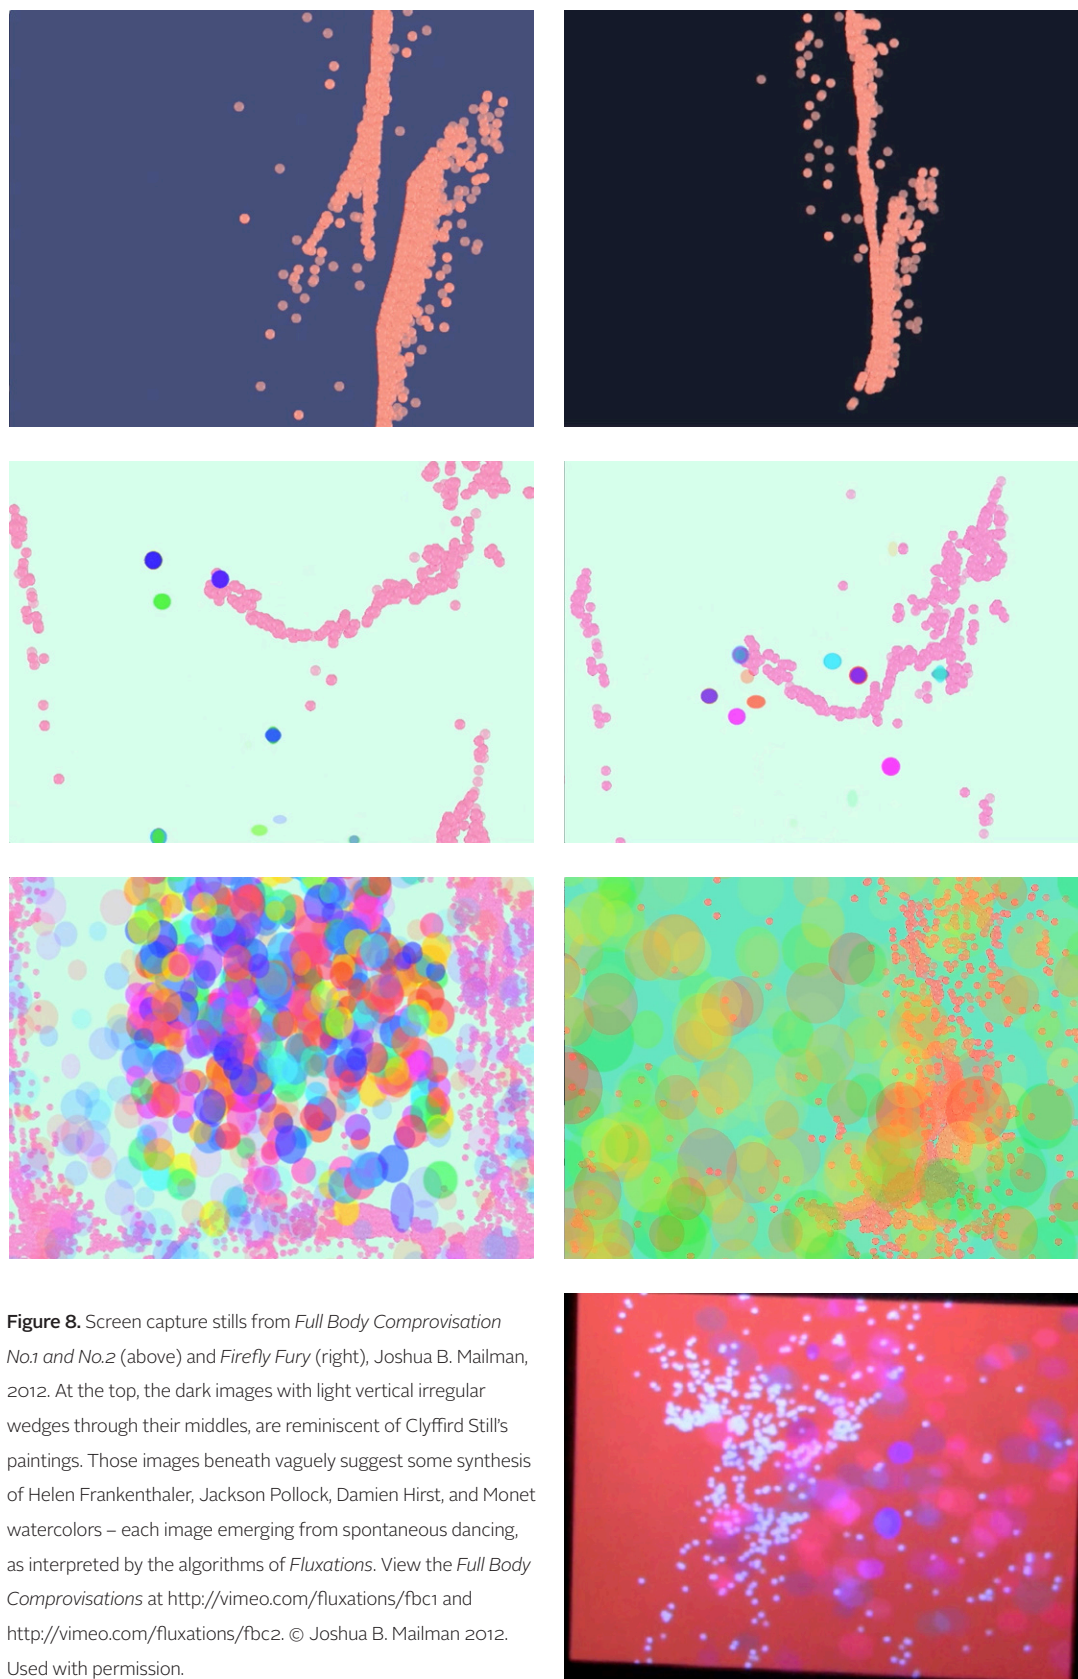 Figure 8. Screen capture stills from Full Body Comprovisation
No.1 and No.2 (above) and Firefly Fury (right), Joshua B. Mailman,
2012. At the top, the dark images with light vertical irregular
wedges through their middles, are reminiscent of Clyffird Still's
paintings. Those images beneath vaguely suggest some synthesis
of Helen Frankenthaler, Jackson Pollock, Damien Hirst, and Monet
watercolors – each image emerging from spontaneous dancing,
as interpreted by the algorithms of Fluxations. View the Full Body
Comprovisations at http://vimeo.com/fluxations/fbc1 and
http://vimeo.com/fluxations/fbc2. © Joshua B. Mailman 2012.
Used with permission.